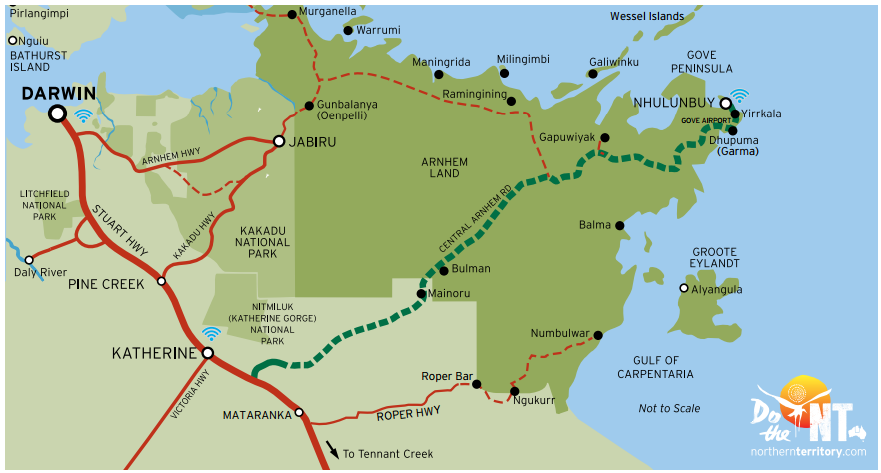 Pirlangimpi
Nguiu
BATHURST
ISLAND
DARWIN
Murganella
Warrumi
Wessel Islands
Maningrida
Milingimbi
Galiwinku
GOVE
PENINSULA
Ramingining
NHULUNBUY
Yirrkala
GOVE AIRPORT
Dhupuma
(Garma)
Gunbalanya
(Oenpelli)
Gapuwiyak
JABIRU
ARNHEM HWY
ARNHEM
LAND
LITCHFIELD
NATIONAL
PARK
STUART HWY
KAKADU HWY
KAKADU
NATIONAL
PARK
CENTRAL ARNHEM RD
Balma
GROOTE
EYLANDT
Daly River
PINE CREEK
Bulman
Mainoru
Alyangula
NITMILUK
(KATHERINE GORGE)
NATIONAL
PARK
KATHERINE
Numbulwar
GULF OF
CARPENTARIA
VICTORIA HWY
Roper Bar
Ngukurr
MATARANKA
ROPER HWY
Not to Scale
To Tennant Creek
Do
the NT
northernterritory.com